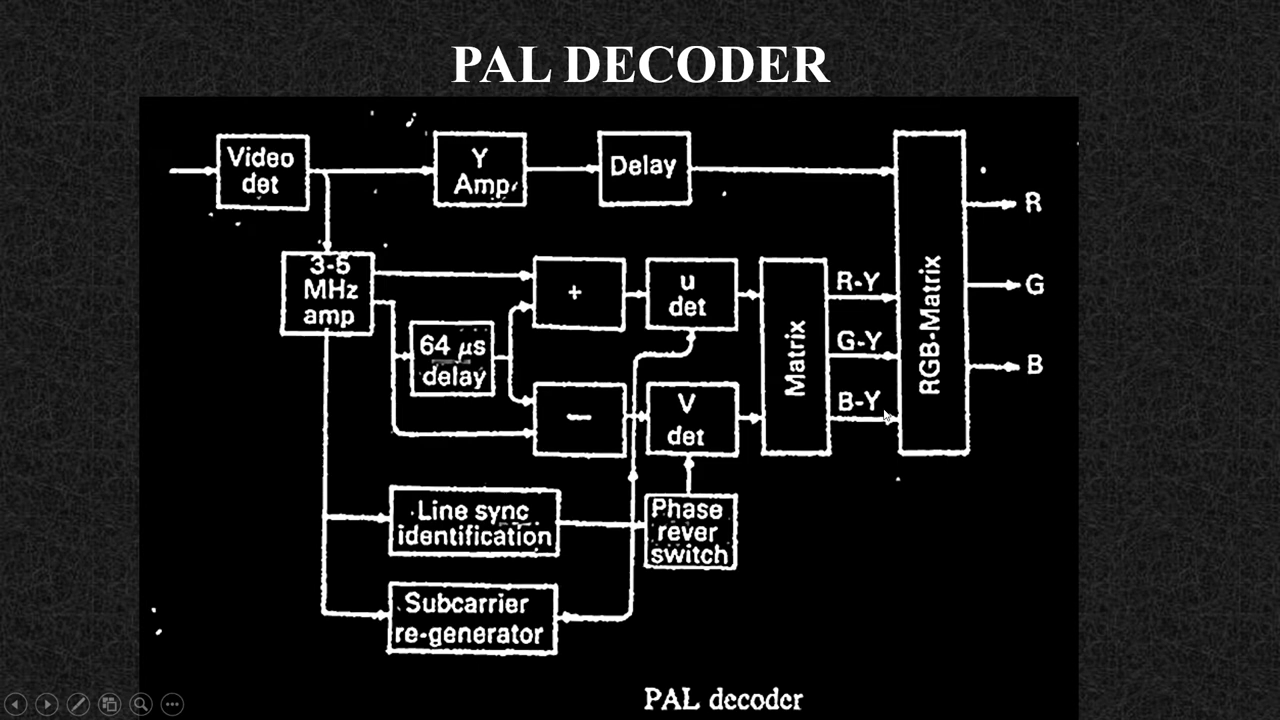 PAL DECODER
Video
det
Y
Amp
Delay
3-5
MHz
amp
64 μs
delay
+
−
u
det
V
det
Matrix
R-Y
G-Y
B-Y
RGB-Matrix
R
G
B
Line sync
identification
Phase
rever
switch
Subcarrier
re-generator
PAL decoder